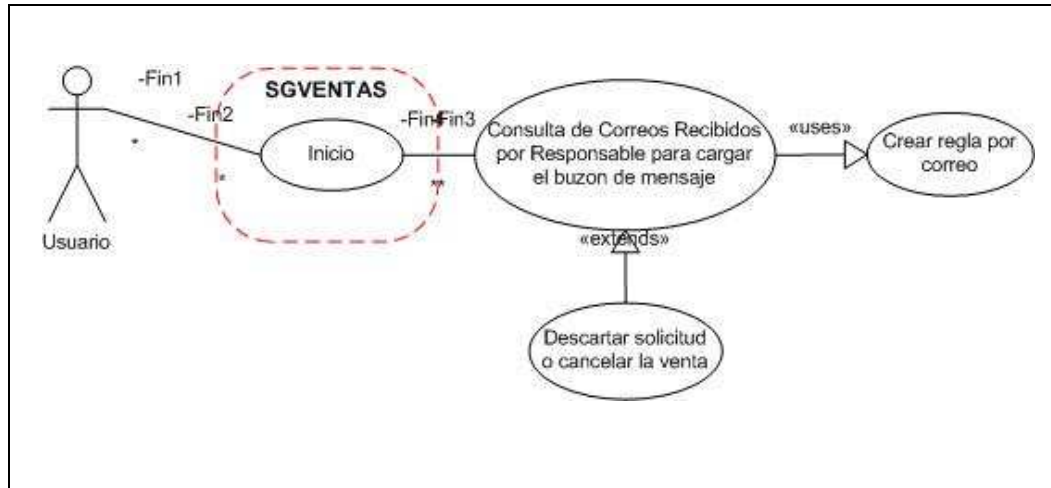 -Fin1
SGVENTAS
-Fin2
Inicio
*
*
Usuario
-Fin3
**
Consulta de Correos Recibidos
por Responsable para cargar
el buzon de mensaje
«uses»
Crear regla por
correo
«extends»
Descartar solicitud
o cancelar la venta